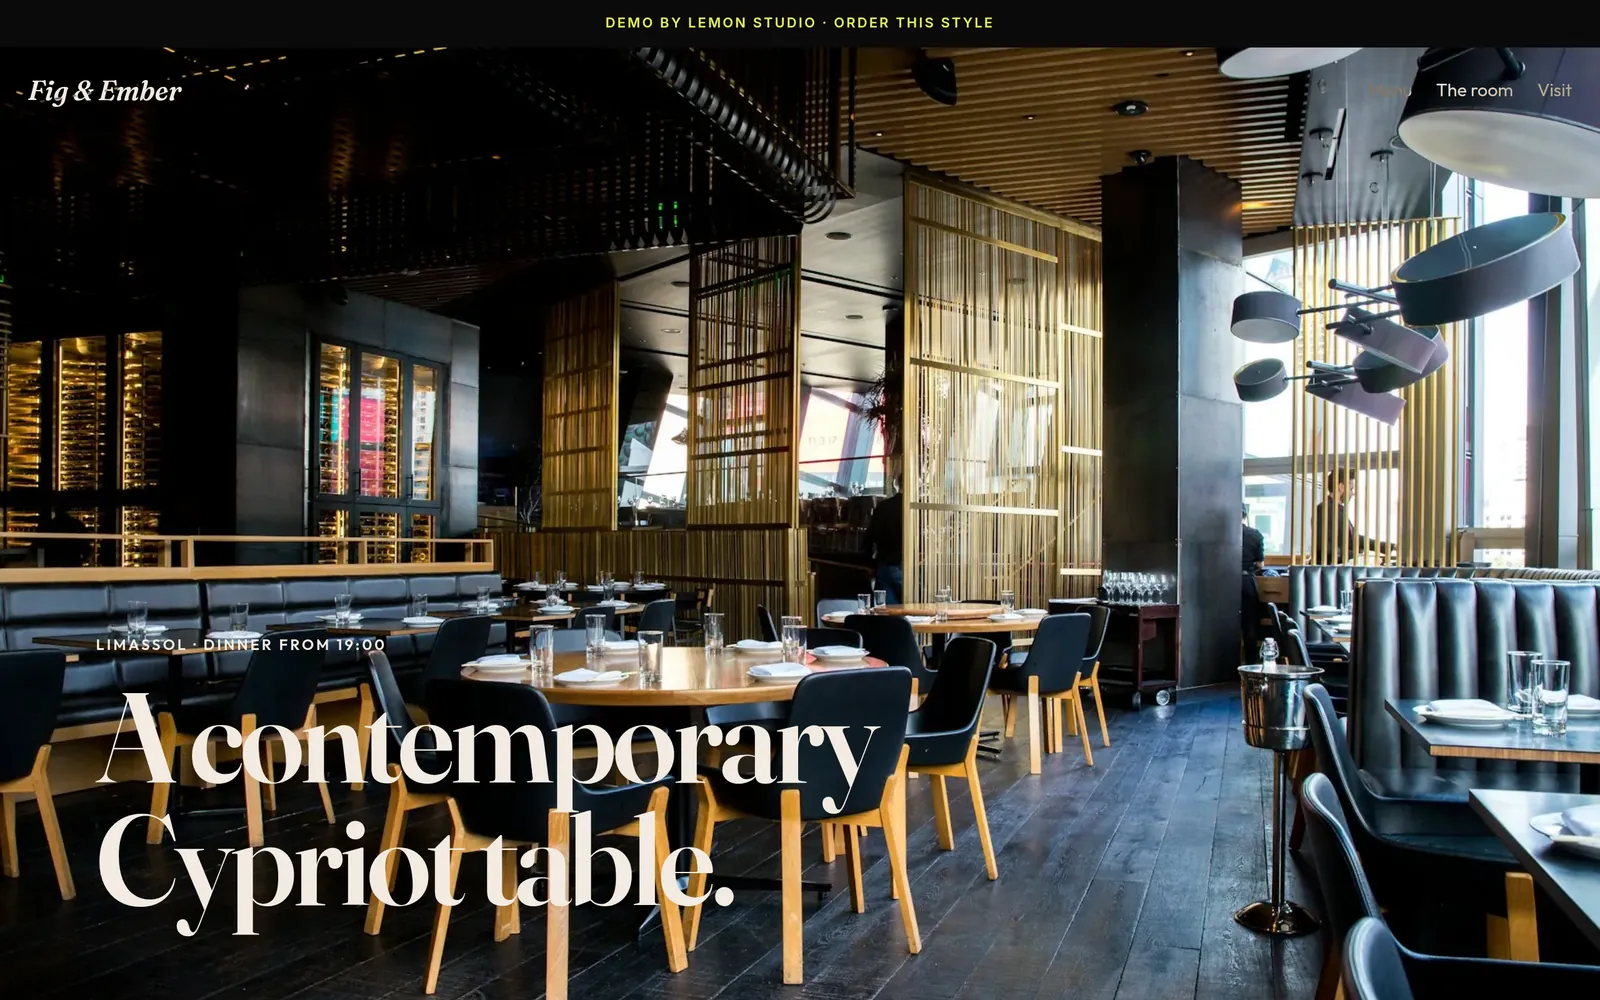 DEMO BY LEMON STUDIO · ORDER THIS STYLE
Fig & Ember
Menu The room Visit
LIMASSOL · DINNER FROM 19:00
A contemporary
Cypriot table.